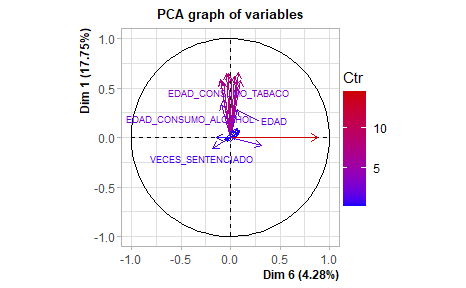 PCA graph of variables
Dim 1 (17.75%)
1.0
0.5
0.0
-0.5
-1.0
EDAD_CONSUMO_TABACO
EDAD_CONSUMO_ALCOHOL
EDAD
VECES_SENTENCIADO
-1.0 -0.5 0.0 0.5 1.0
Dim 6 (4.28%)
Ctr
10
5